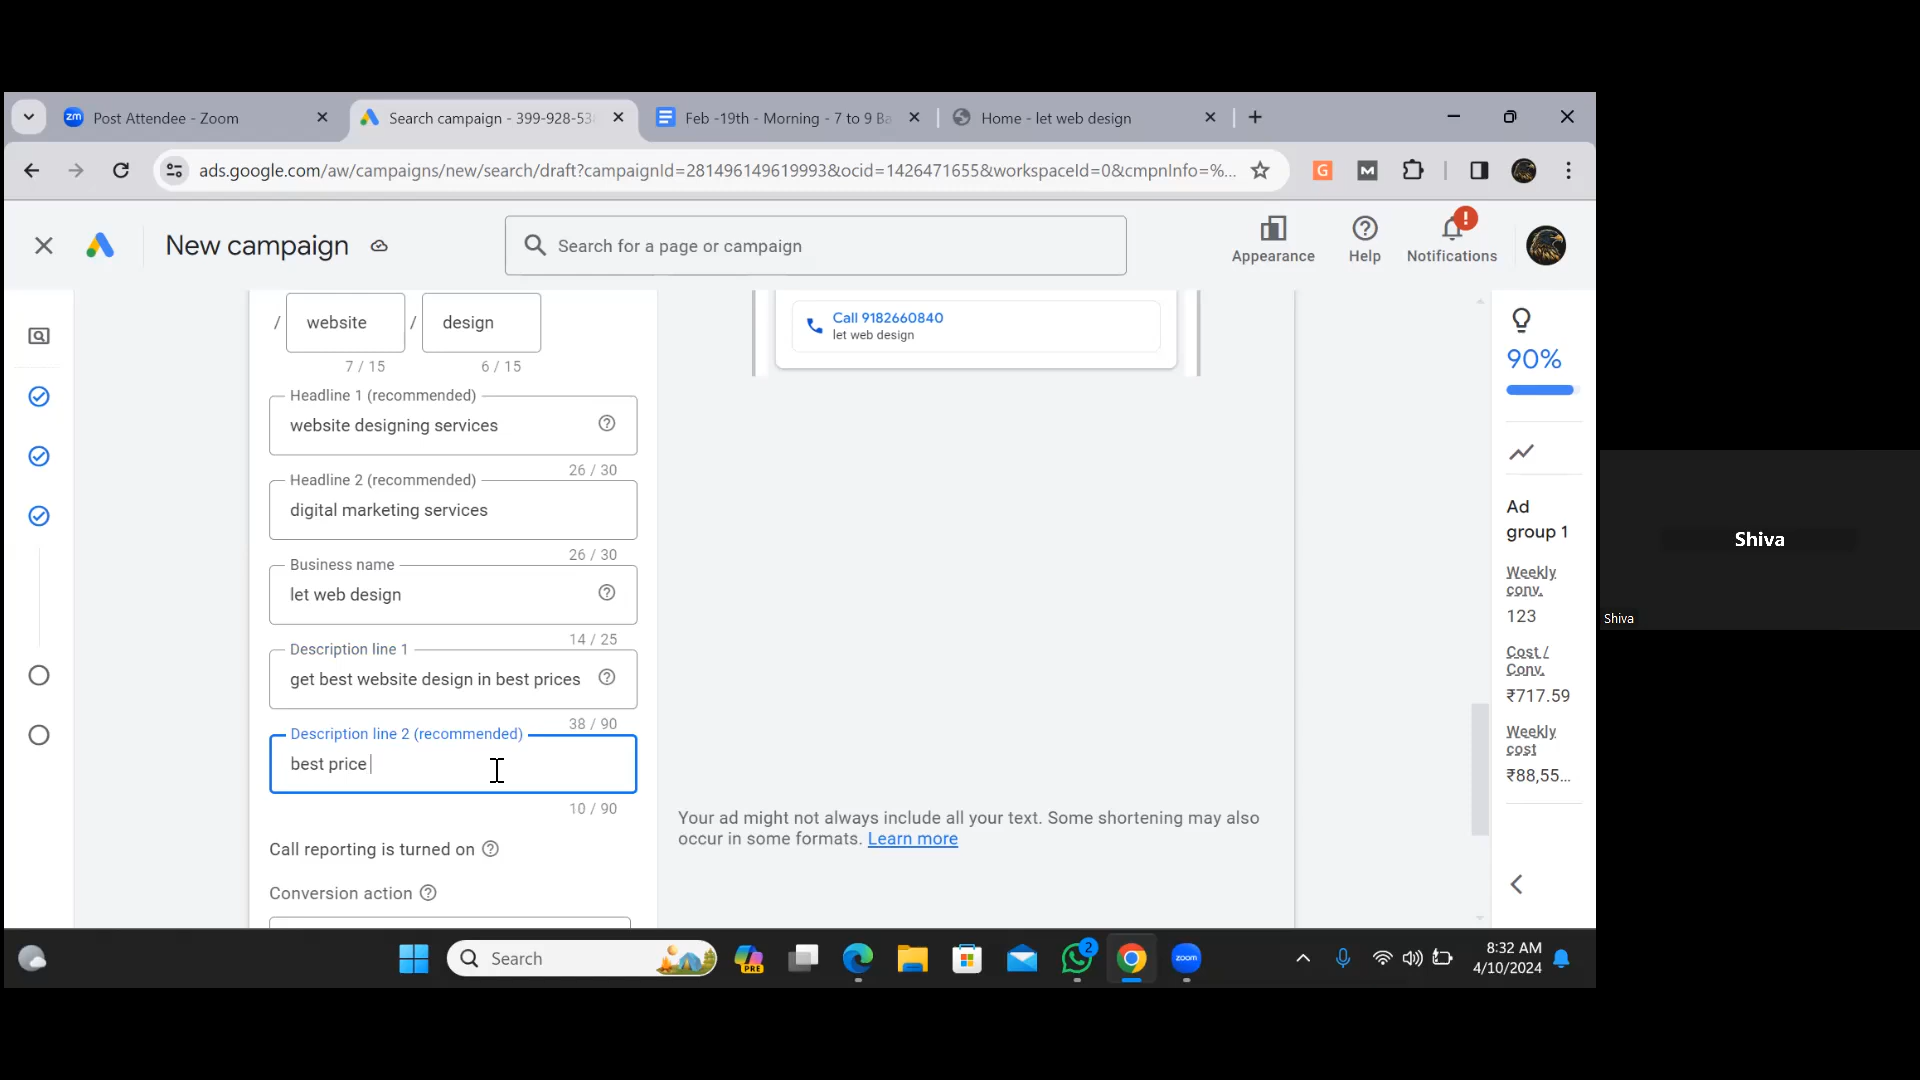 Post Attendee - Zoom
Search campaign - 399-928-53
Feb -19th - Morning - 7 to 9 Ba
Home - let web design
ads.google.com/aw/campaigns/new/search/draft?campaignId=281496149619993&ocid=1426471655&workspaceId=0&cmpnInfo=%...
New campaign
Search for a page or campaign
Appearance
Help
Notifications
/ website / design
7 / 15
6 / 15
Headline 1 (recommended)
website designing services
26 / 30
Headline 2 (recommended)
digital marketing services
26 / 30
Business name
let web design
14 / 25
Description line 1
get best website design in best prices
38 / 90
Description line 2 (recommended)
best price
10 / 90
Call reporting is turned on
Conversion action
Call 9182660840
let web design
Your ad might not always include all your text. Some shortening may also
occur in some formats. Learn more
90%
Ad
group 1
Weekly
conv.
123
Cost /
Conv.
₹717.59
Weekly
cost
₹88,55...
Shiva
Shiva
Search
PRE
2
zoom
8:32 AM
4/10/2024